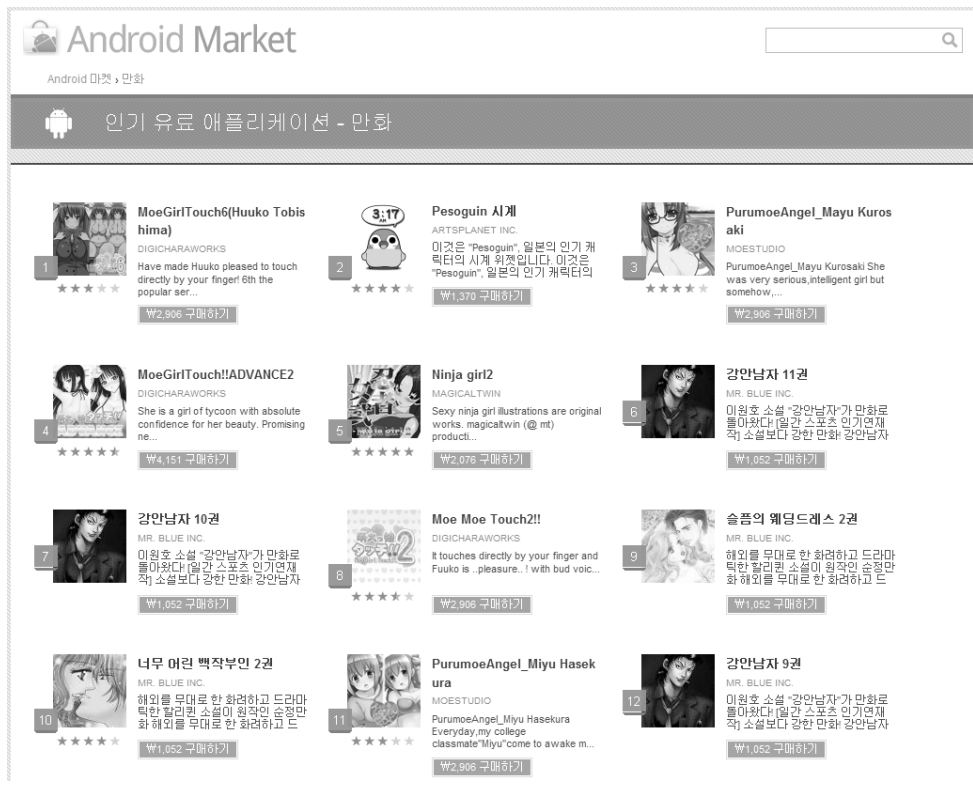 Android Market
Android 마켓 › 만화
인기 유료 애플리케이션 - 만화
1
MoeGirlTouch6(Huuko Tobis
hima)
DIGICHARAWORKS
Have made Huuko pleased to touch
directly by your finger! 6th the
popular ser...
₩2,906 구매하기
3:17
AM
2
Pesoguin 시계
ARTSPLANET INC.
이것은 "Pesoguin", 일본의 인기 캐
릭터의 시계 위젯입니다. 이것은
"Pesoguin", 일본의 인기 캐릭터의
₩1,370 구매하기
3
PurumoeAngel_Mayu Kuros
aki
MOESTUDIO
PurumoeAngel_Mayu Kurosaki She
was very serious,intelligent girl but
somehow,...
₩2,906 구매하기
4
MoeGirlTouch!!ADVANCE2
DIGICHARAWORKS
She is a girl of tycoon with absolute
confidence for her beauty. Promising
ne...
₩4,151 구매하기
5
Ninja girl2
MAGICALTWIN
Sexy ninja girl illustrations are original
works. magicaltwin (@ mt)
producti...
₩2,076 구매하기
6
강안남자 11권
MR. BLUE INC.
이원호 소설 "강안남자"가 만화로
돌아왔다! [일간 스포츠 인기연재
작] 소설보다 강한 만화! 강안남자
₩1,052 구매하기
7
강안남자 10권
MR. BLUE INC.
이원호 소설 "강안남자"가 만화로
돌아왔다! [일간 스포츠 인기연재
작] 소설보다 강한 만화! 강안남자
₩1,052 구매하기
8
Moe Moe Touch2!!
DIGICHARAWORKS
It touches directly by your finger and
Fuuko is ..pleasure.. ! with bud voic...
₩2,906 구매하기
9
슬픔의 웨딩드레스 2권
MR. BLUE INC.
해외를 무대로 한 화려하고 드라마
틱한 할리퀸 소설이 원작인 순정만
화 해외를 무대로 한 화려하고 드
₩1,052 구매하기
10
너무 어린 백작부인 2권
MR. BLUE INC.
해외를 무대로 한 화려하고 드라마
틱한 할리퀸 소설이 원작인 순정만
화 해외를 무대로 한 화려하고 드
₩1,052 구매하기
11
PurumoeAngel_Miyu Hasek
ura
MOESTUDIO
PurumoeAngel_Miyu Hasekura
Everyday,my college
classmate"Miyu"come to awake m...
₩2,906 구매하기
12
강안남자 9권
MR. BLUE INC.
이원호 소설 "강안남자"가 만화로
돌아왔다! [일간 스포츠 인기연재
작] 소설보다 강한 만화! 강안남자
₩1,052 구매하기